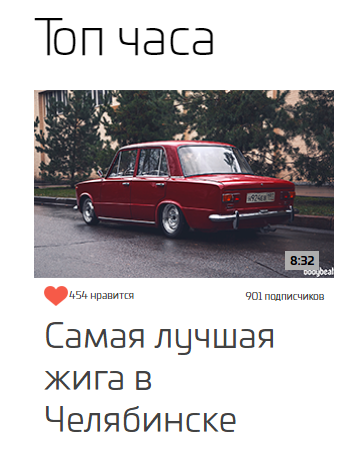 Топ часа
8:32
454 нравится
901 подписчиков
Самая лучшая
жига в
Челябинске